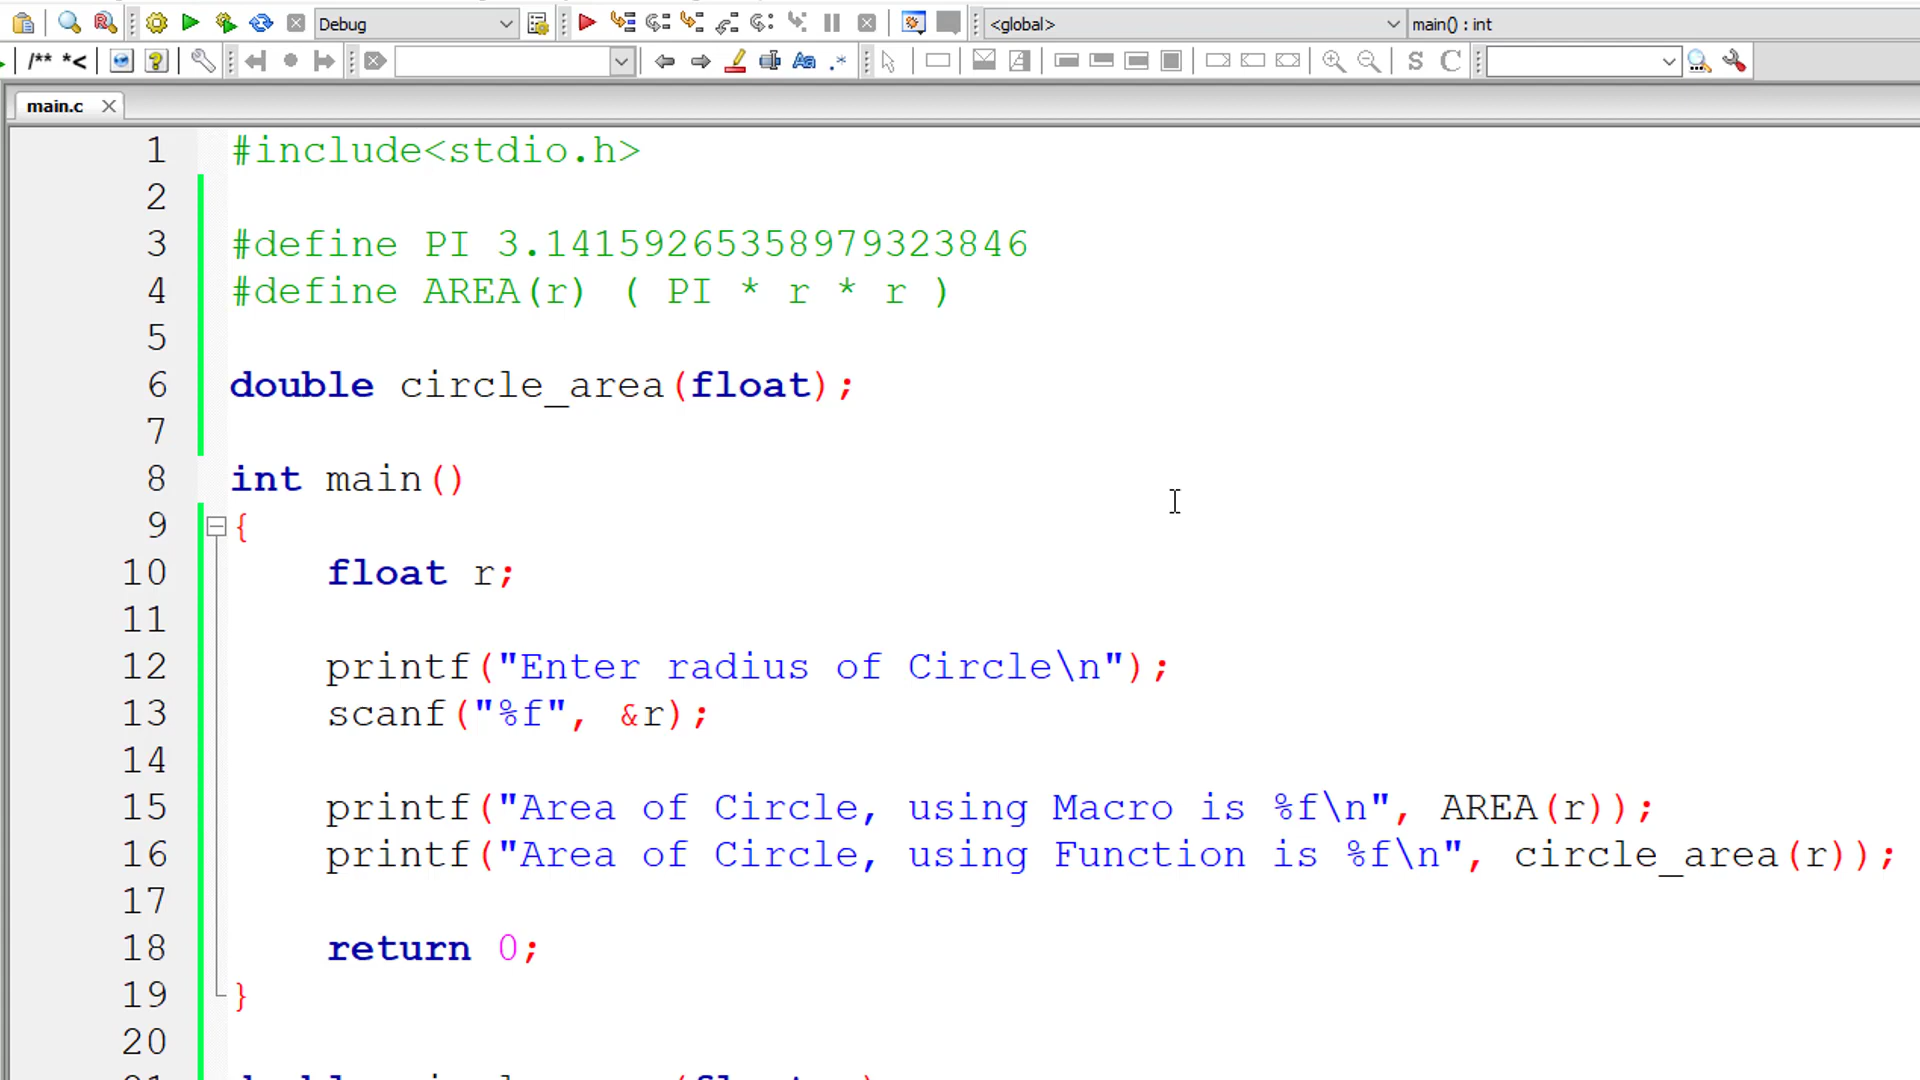 Debug
<global>
main() : int
/** *<
Aa
.*
S C
main.c
1 #include<stdio.h>
2
3 #define PI 3.14159265358979323846
4 #define AREA(r) ( PI * r * r )
5
6 double circle_area(float);
7
8 int main()
9 {
10 float r;
11
12 printf("Enter radius of Circle\n");
13 scanf("%f", &r);
14
15 printf("Area of Circle, using Macro is %f\n", AREA(r));
16 printf("Area of Circle, using Function is %f\n", circle_area(r));
17
18 return 0;
19 }
20